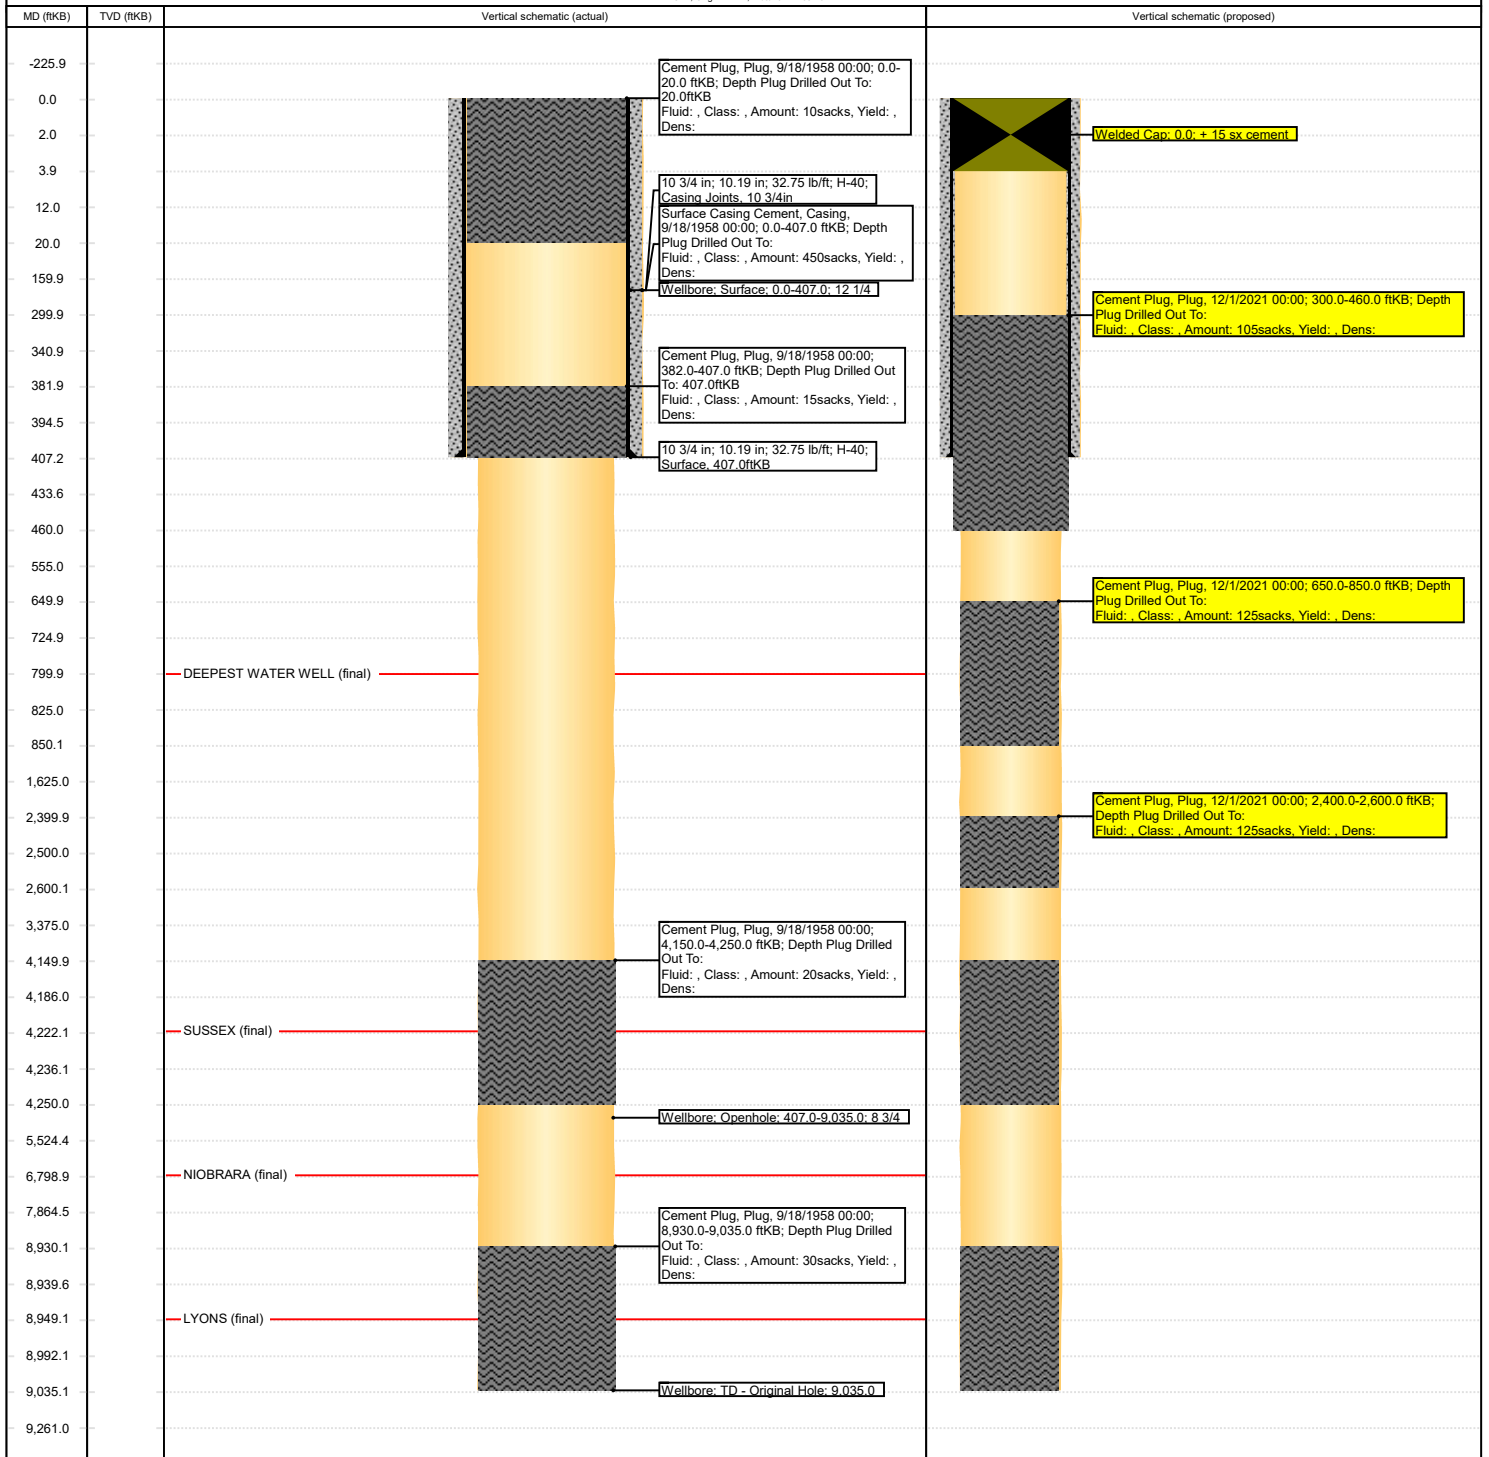 MD (ftKB)
TVD (ftKB)
Vertical schematic (actual)
Vertical schematic (proposed)
-225.9
0.0
2.0
3.9
12.0
20.0
159.9
299.9
340.9
381.9
394.5
407.2
433.6
460.0
555.0
649.9
724.9
799.9
825.0
850.1
1,625.0
2,399.9
2,500.0
2,600.1
3,375.0
4,149.9
4,186.0
4,222.1
4,236.1
4,250.0
5,524.4
6,798.9
7,864.5
8,930.1
8,939.6
8,949.1
8,992.1
9,035.1
9,261.0
DEEPEST WATER WELL (final)
SUSSEX (final)
NIOBRARA (final)
LYONS (final)
Cement Plug, Plug, 9/18/1958 00:00; 0.0-
20.0 ftKB; Depth Plug Drilled Out To:
20.0ftKB
Fluid: , Class: , Amount: 10sacks, Yield: ,
Dens:
10 3/4 in; 10.19 in; 32.75 lb/ft; H-40;
Casing Joints, 10 3/4in
Surface Casing Cement, Casing,
9/18/1958 00:00; 0.0-407.0 ftKB; Depth
Plug Drilled Out To:
Fluid: , Class: , Amount: 450sacks, Yield: ,
Dens:
Wellbore; Surface; 0.0-407.0; 12 1/4
Cement Plug, Plug, 9/18/1958 00:00;
382.0-407.0 ftKB; Depth Plug Drilled Out
To: 407.0ftKB
Fluid: , Class: , Amount: 15sacks, Yield: ,
Dens:
10 3/4 in; 10.19 in; 32.75 lb/ft; H-40;
Surface, 407.0ftKB
Cement Plug, Plug, 9/18/1958 00:00;
4,150.0-4,250.0 ftKB; Depth Plug Drilled
Out To:
Fluid: , Class: , Amount: 20sacks, Yield: ,
Dens:
Wellbore; Openhole; 407.0-9,035.0; 8 3/4
Cement Plug, Plug, 9/18/1958 00:00;
8,930.0-9,035.0 ftKB; Depth Plug Drilled
Out To:
Fluid: , Class: , Amount: 30sacks, Yield: ,
Dens:
Wellbore; TD - Original Hole; 9,035.0
Welded Cap; 0.0; + 15 sx cement
Cement Plug, Plug, 12/1/2021 00:00; 300.0-460.0 ftKB; Depth
Plug Drilled Out To:
Fluid: , Class: , Amount: 105sacks, Yield: , Dens:
Cement Plug, Plug, 12/1/2021 00:00; 650.0-850.0 ftKB; Depth
Plug Drilled Out To:
Fluid: , Class: , Amount: 125sacks, Yield: , Dens:
Cement Plug, Plug, 12/1/2021 00:00; 2,400.0-2,600.0 ftKB;
Depth Plug Drilled Out To:
Fluid: , Class: , Amount: 125sacks, Yield: , Dens: